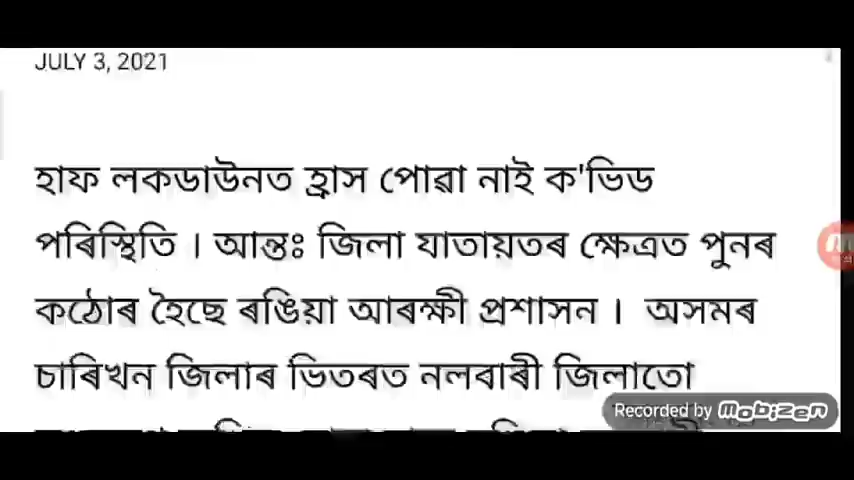 JULY 3, 2021
হাফ লকডাউনত হ্ৰাস পোৱা নাই ক'ভিড
পৰিস্থিতি । আন্তঃ জিলা যাতায়তৰ ক্ষেত্ৰত পুনৰ
কঠোৰ হৈছে ৰঙিয়া আৰক্ষী প্ৰশাসন । অসমৰ
চাৰিখন জিলাৰ ভিতৰত নলবাৰী জিলাতো
Recorded by mobizen